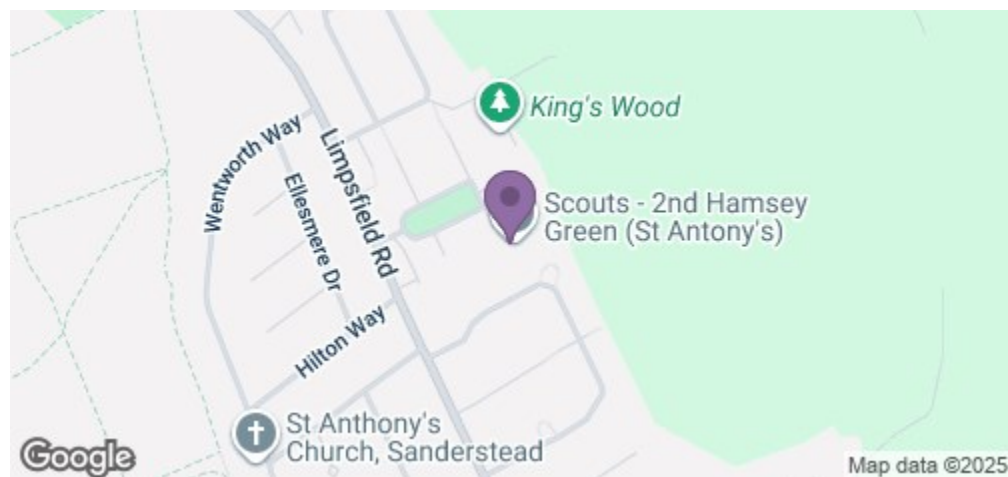 King's Wood
Wentworth Way
Limpsfield Rd
Ellesmere Dr
Scouts - 2nd Hamsey
Green (St Antony's)
Hilton Way
St Anthony's
Church, Sanderstead
Google
Map data ©2025